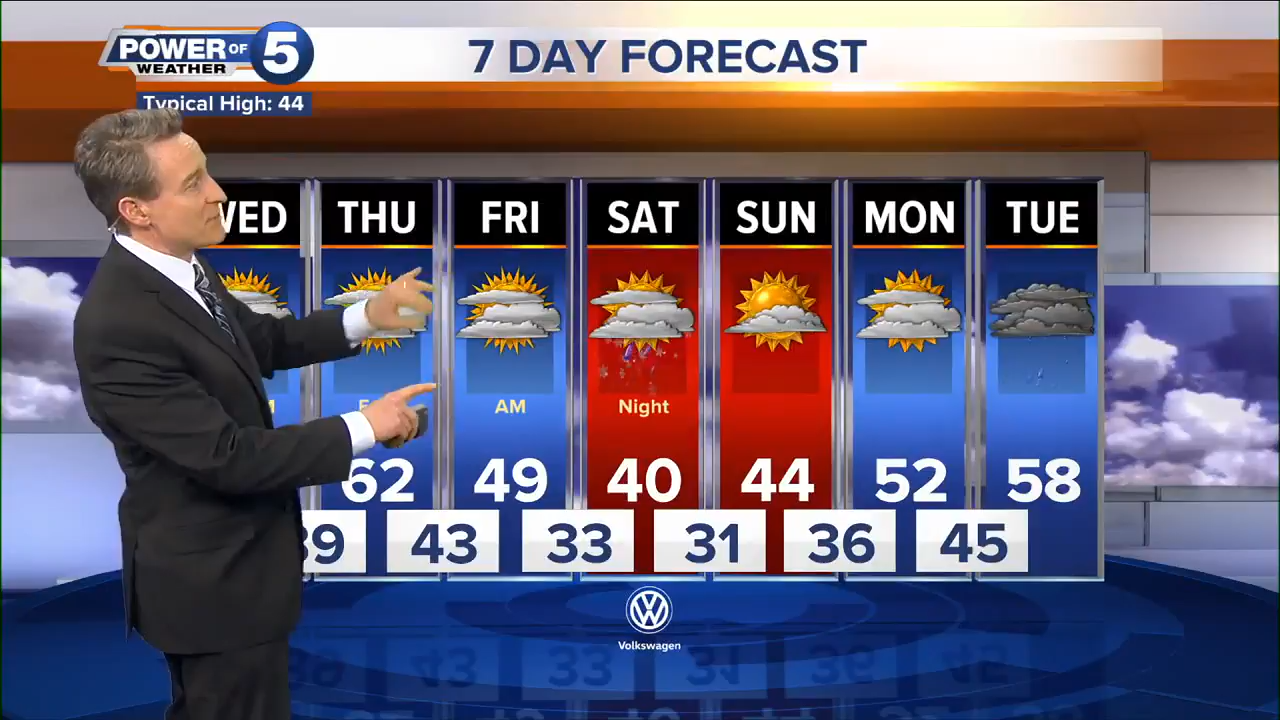 POWER OF 5
WEATHER
7 DAY FORECAST
Typical High: 44
WED THU FRI SAT SUN MON TUE
AM Night
62 49 40 44 52 58
39 43 33 31 36 45
Volkswagen